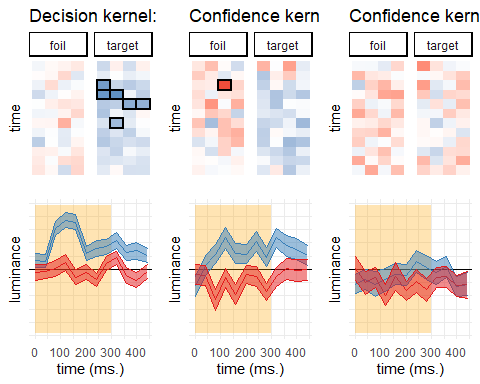 Decision kernel:
Confidence kern
Confidence kern
foil target
foil target
foil target
time
time
time
luminance
luminance
luminance
0 100 200 300 400
0 100 200 300 400
0 100 200 300 400
time (ms.)
time (ms.)
time (ms.)